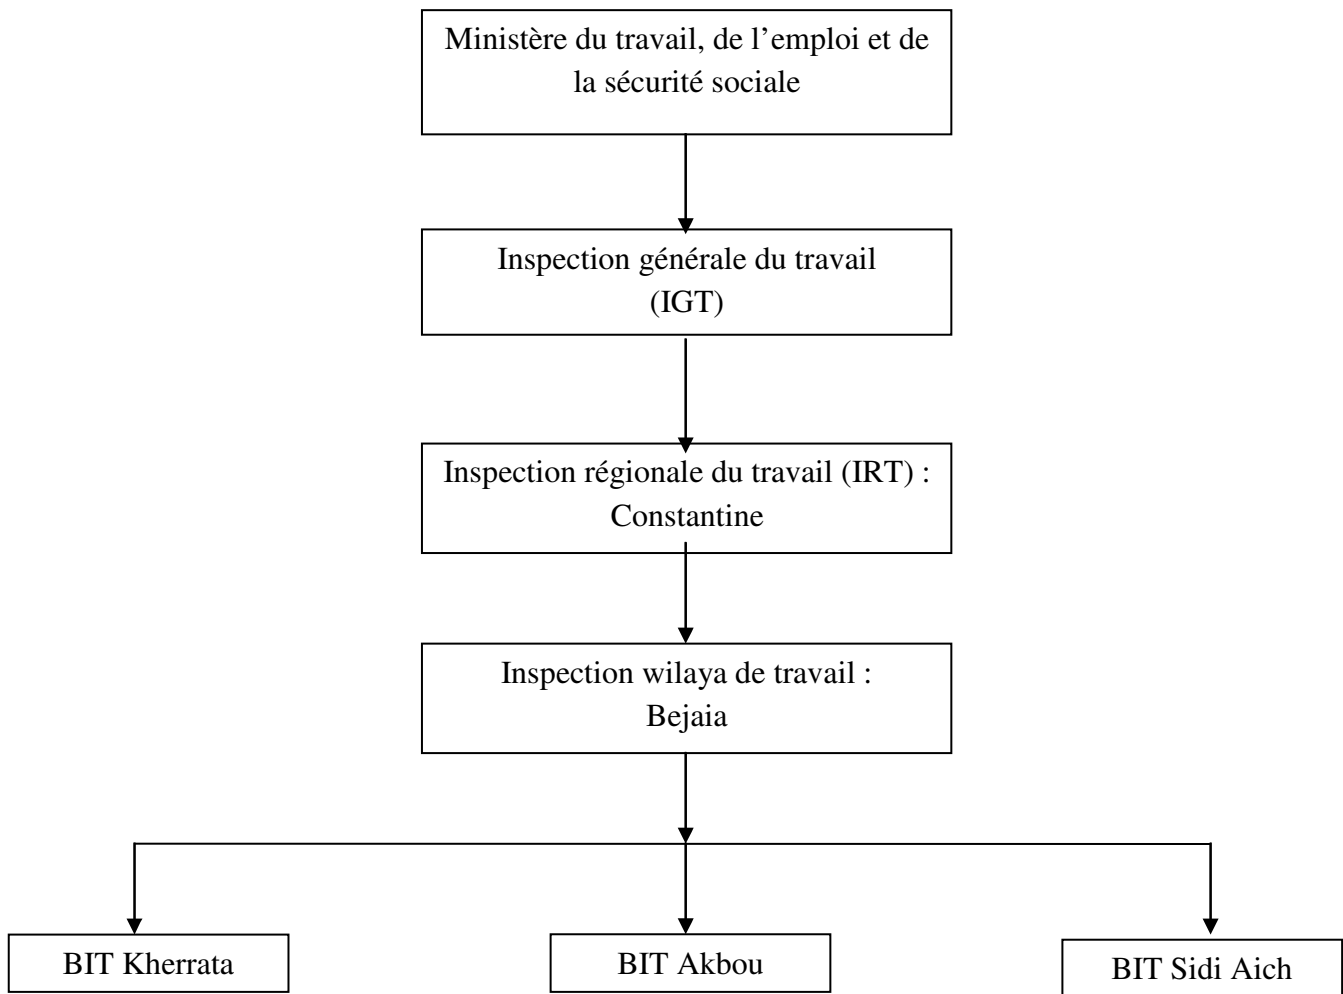 Ministère du travail, de l’emploi et de
la sécurité sociale
Inspection générale du travail
(IGT)
Inspection régionale du travail (IRT) :
Constantine
Inspection wilaya de travail :
Bejaia
BIT Kherrata
BIT Akbou
BIT Sidi Aich